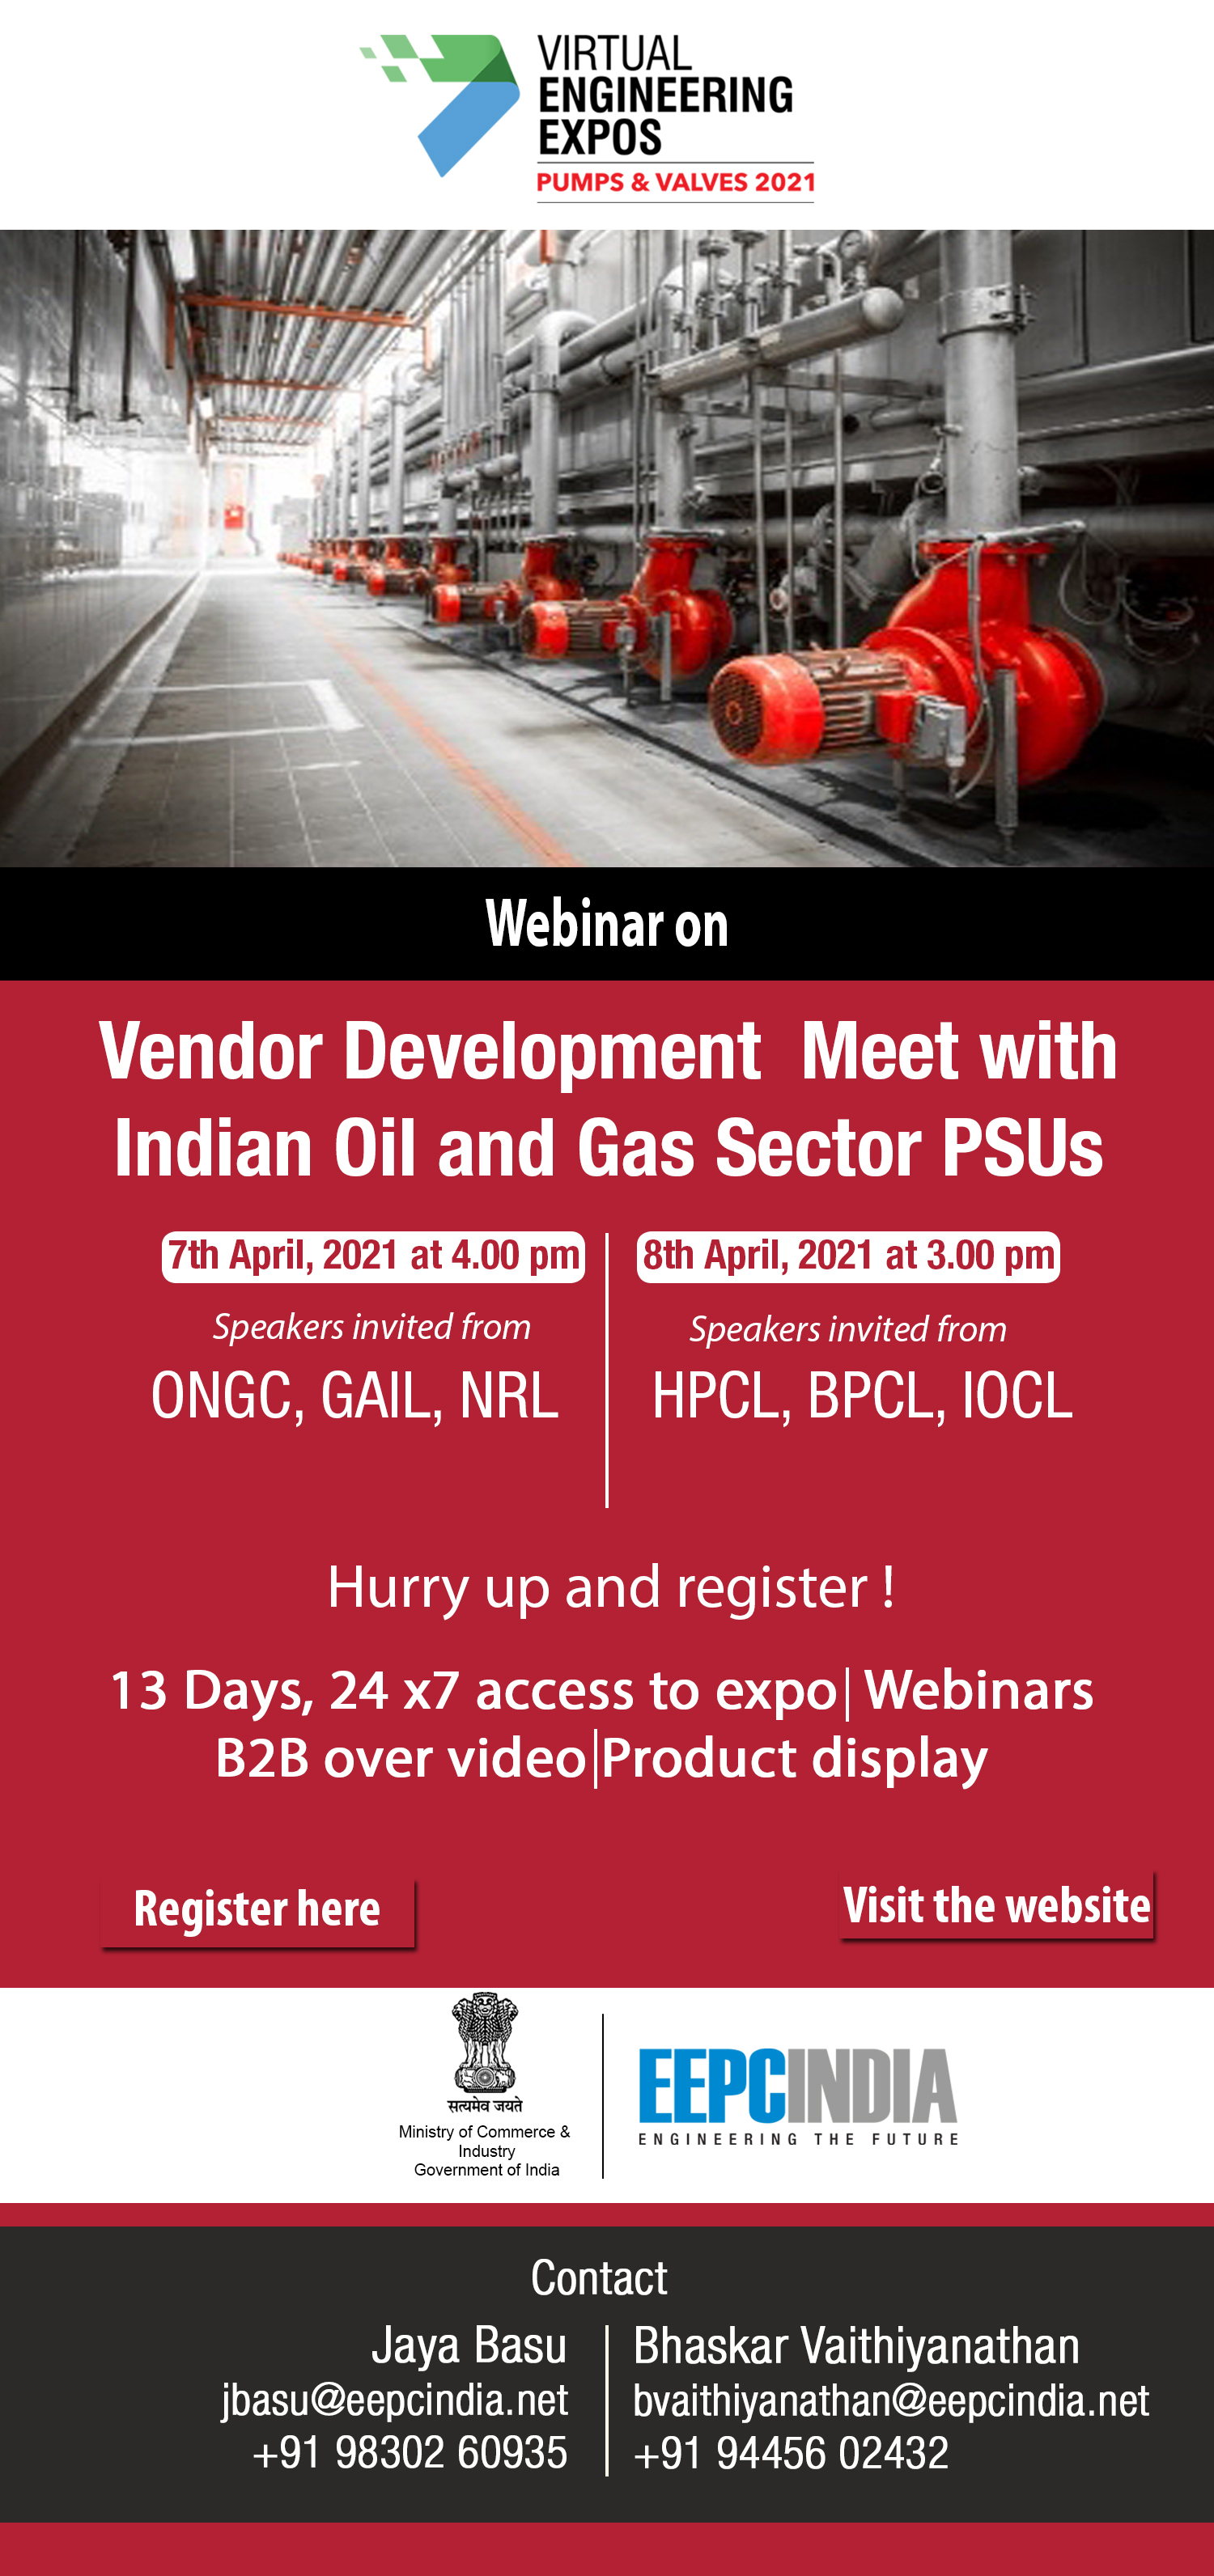 VIRTUAL
ENGINEERING
EXPOS
PUMPS & VALVES 2021
Webinar on
Vendor Development Meet with
Indian Oil and Gas Sector PSUs
7th April, 2021 at 4.00 pm
Speakers invited from
ONGC, GAIL, NRL
8th April, 2021 at 3.00 pm
Speakers invited from
HPCL, BPCL, IOCL
Hurry up and register !
13 Days, 24 x7 access to expo| Webinars
B2B over video|Product display
Register here
Visit the website
सत्यमेव जयते
Ministry of Commerce &
Industry
Government of India
EEPCINDIA
ENGINEERING THE FUTURE
Contact
Jaya Basu
jbasu@eepcindia.net
+91 98302 60935
Bhaskar Vaithiyanathan
bvaithiyanathan@eepcindia.net
+91 94456 02432